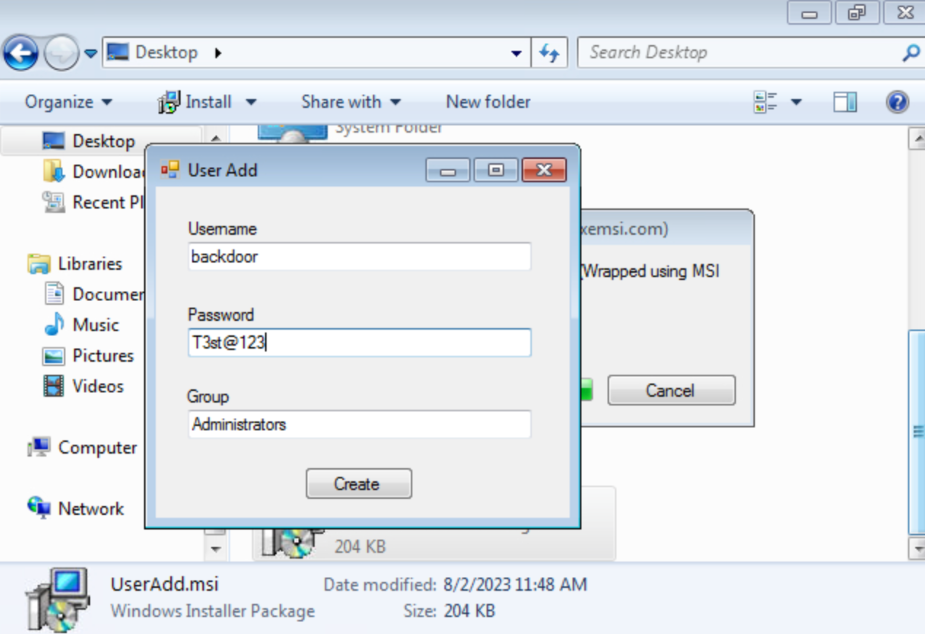 Desktop
Search Desktop
Organize
Install
Share with
New folder
System Folder
Desktop
Downloa
Recent Pl
Libraries
Documen
Music
Pictures
Videos
Computer
Network
User Add
Username
backdoor
Password
T3st@123
Group
Administrators
Create
xemsi.com)
(Wrapped using MSI
Cancel
204 KB
UserAdd.msi
Date modified: 8/2/2023 11:48 AM
Windows Installer Package
Size: 204 KB